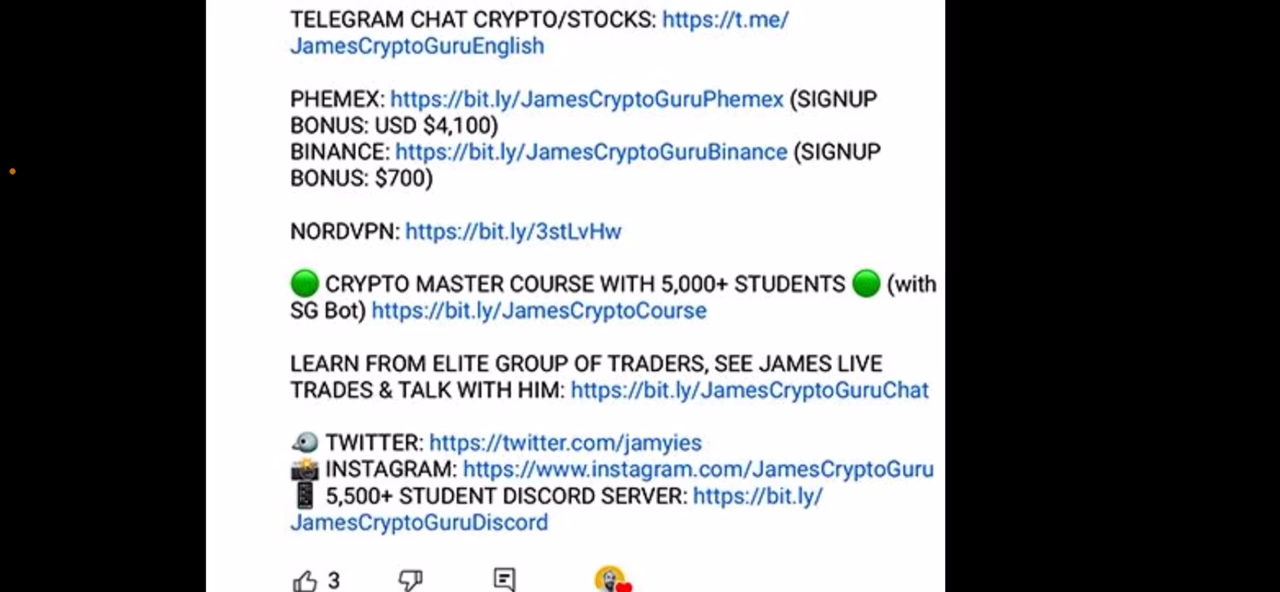 TELEGRAM CHAT CRYPTO/STOCKS: https://t.me/
JamesCryptoGuruEnglish
PHEMEX: https://bit.ly/JamesCryptoGuruPhemex (SIGNUP
BONUS: USD $4,100)
BINANCE: https://bit.ly/JamesCryptoGuruBinance (SIGNUP
BONUS: $700)
NORDVPN: https://bit.ly/3stLvHw
🟢 CRYPTO MASTER COURSE WITH 5,000+ STUDENTS 🟢 (with
SG Bot) https://bit.ly/JamesCryptoCourse
LEARN FROM ELITE GROUP OF TRADERS, SEE JAMES LIVE
TRADES & TALK WITH HIM: https://bit.ly/JamesCryptoGuruChat
🐦 TWITTER: https://twitter.com/jamyies
📸 INSTAGRAM: https://www.instagram.com/JamesCryptoGuru
📱 5,500+ STUDENT DISCORD SERVER: https://bit.ly/
JamesCryptoGuruDiscord
3